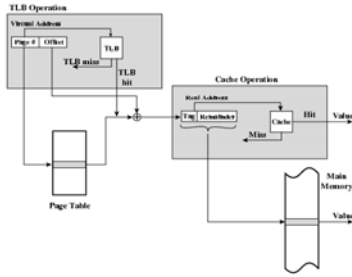 TLB Operation
Virtual Address
Page # Offset
TLB
TLB miss
TLB
hit
Cache Operation
Real Address
Tag Remainder
Cache
Hit
Value
Miss
Page Table
Main
Memory
Value